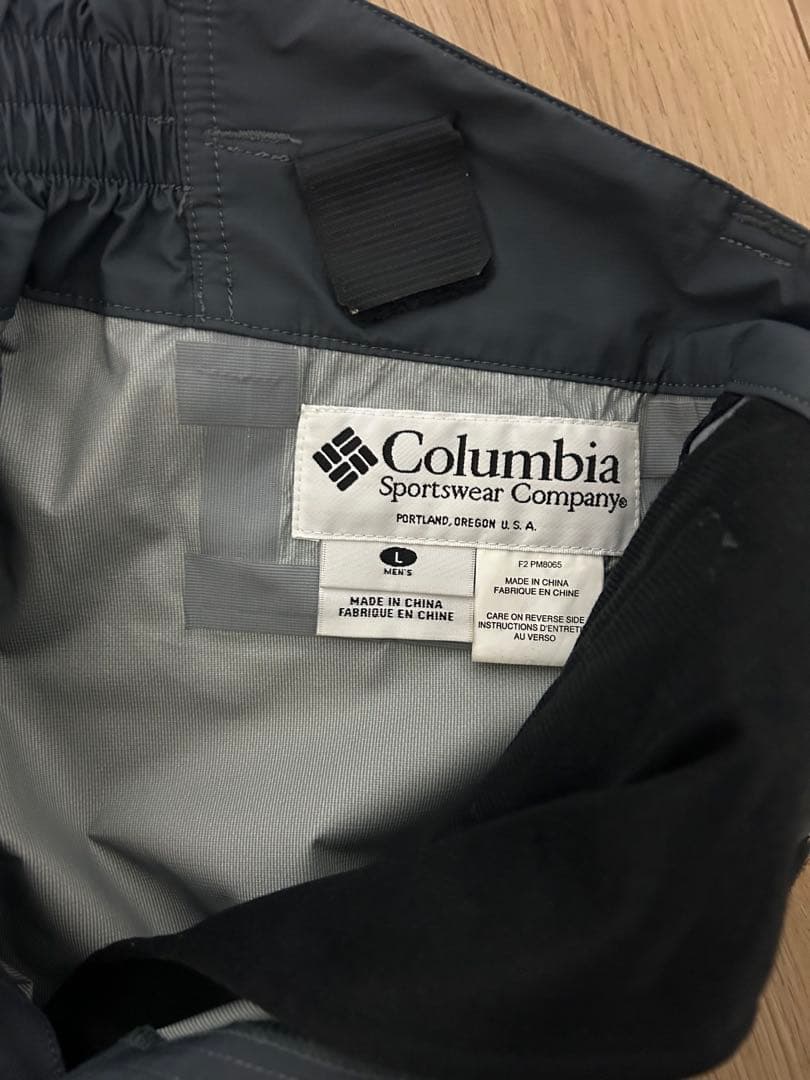 Columbia
Sportswear Company®
PORTLAND, OREGON U.S.A.
L
MEN'S
MADE IN CHINA
FABRIQUE EN CHINE
F2 PM8065
MADE IN CHINA
FABRIQUE EN CHINE
CARE ON REVERSE SIDE
INSTRUCTIONS D'ENTRETI
AU VERSO